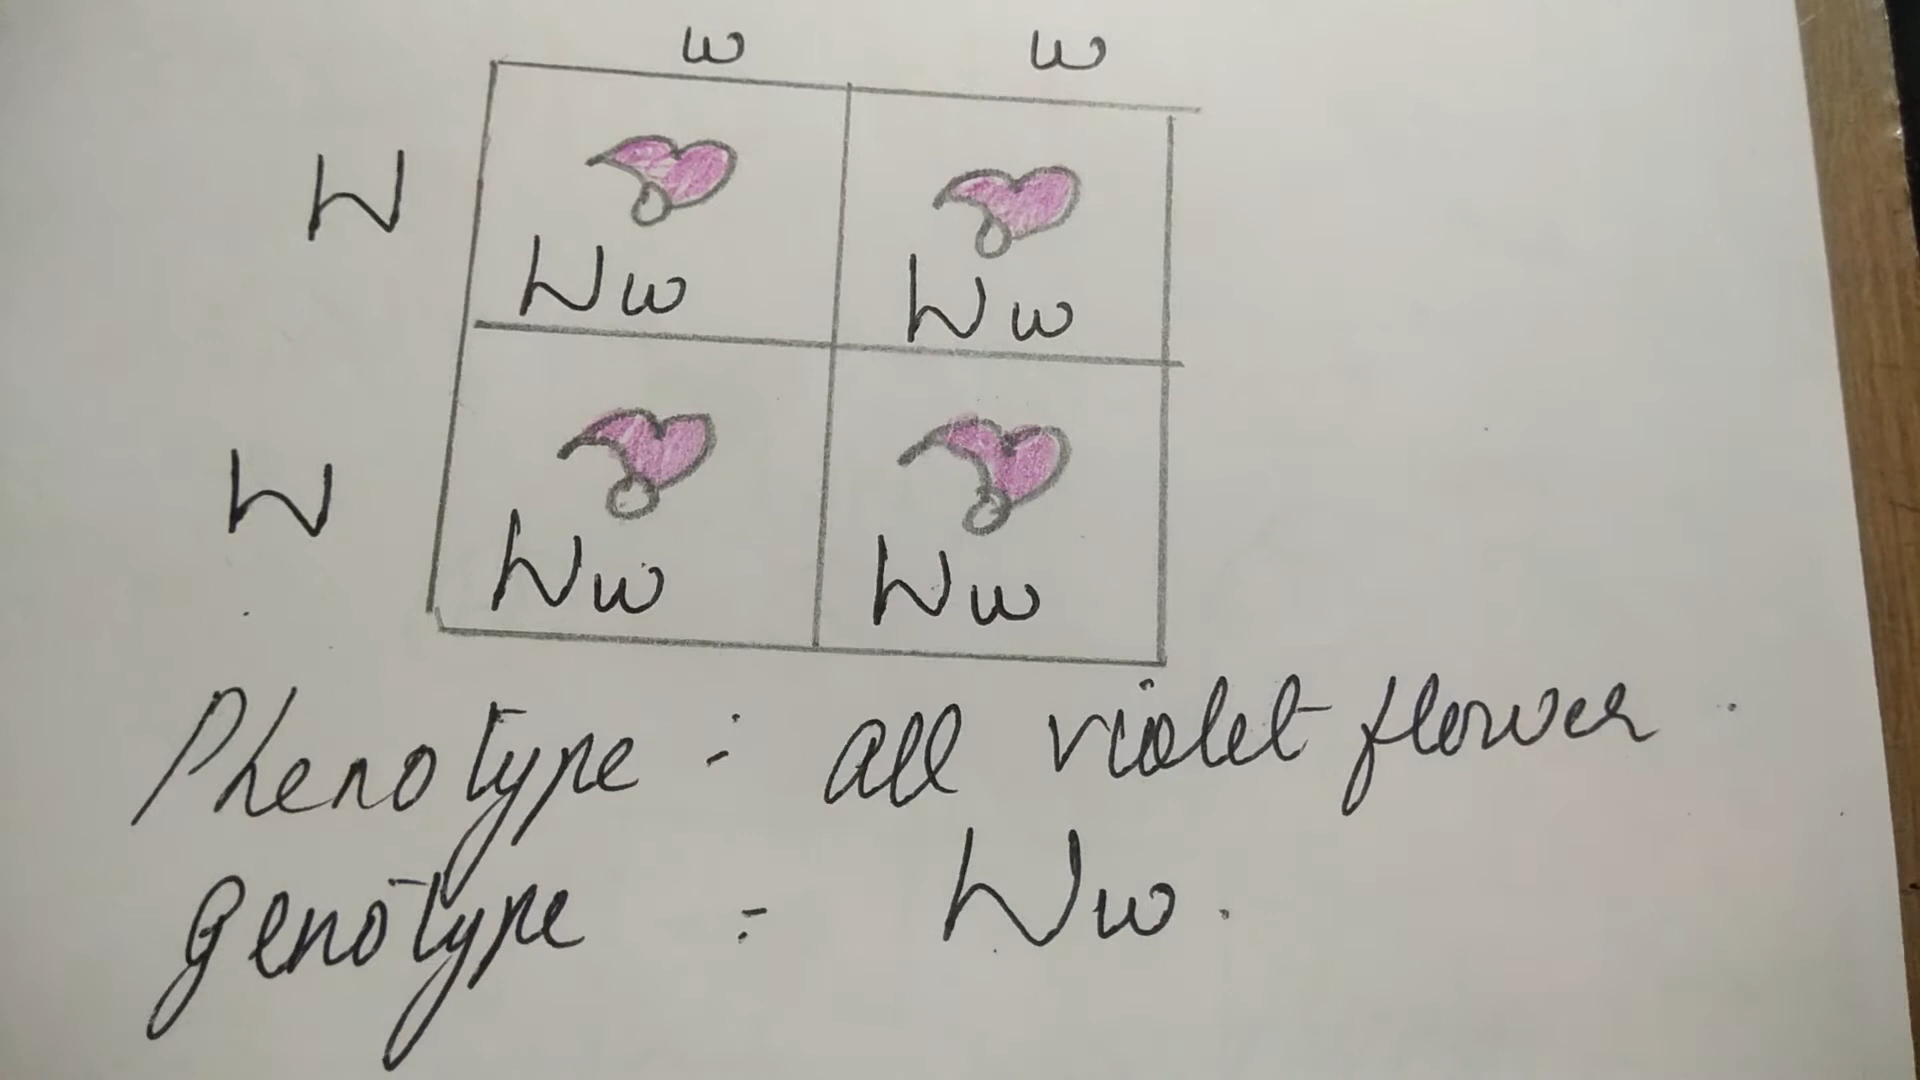 w w
W
Ww Ww
W
Ww Ww
Phenotype :- all violet flower.
genotype :- Ww.